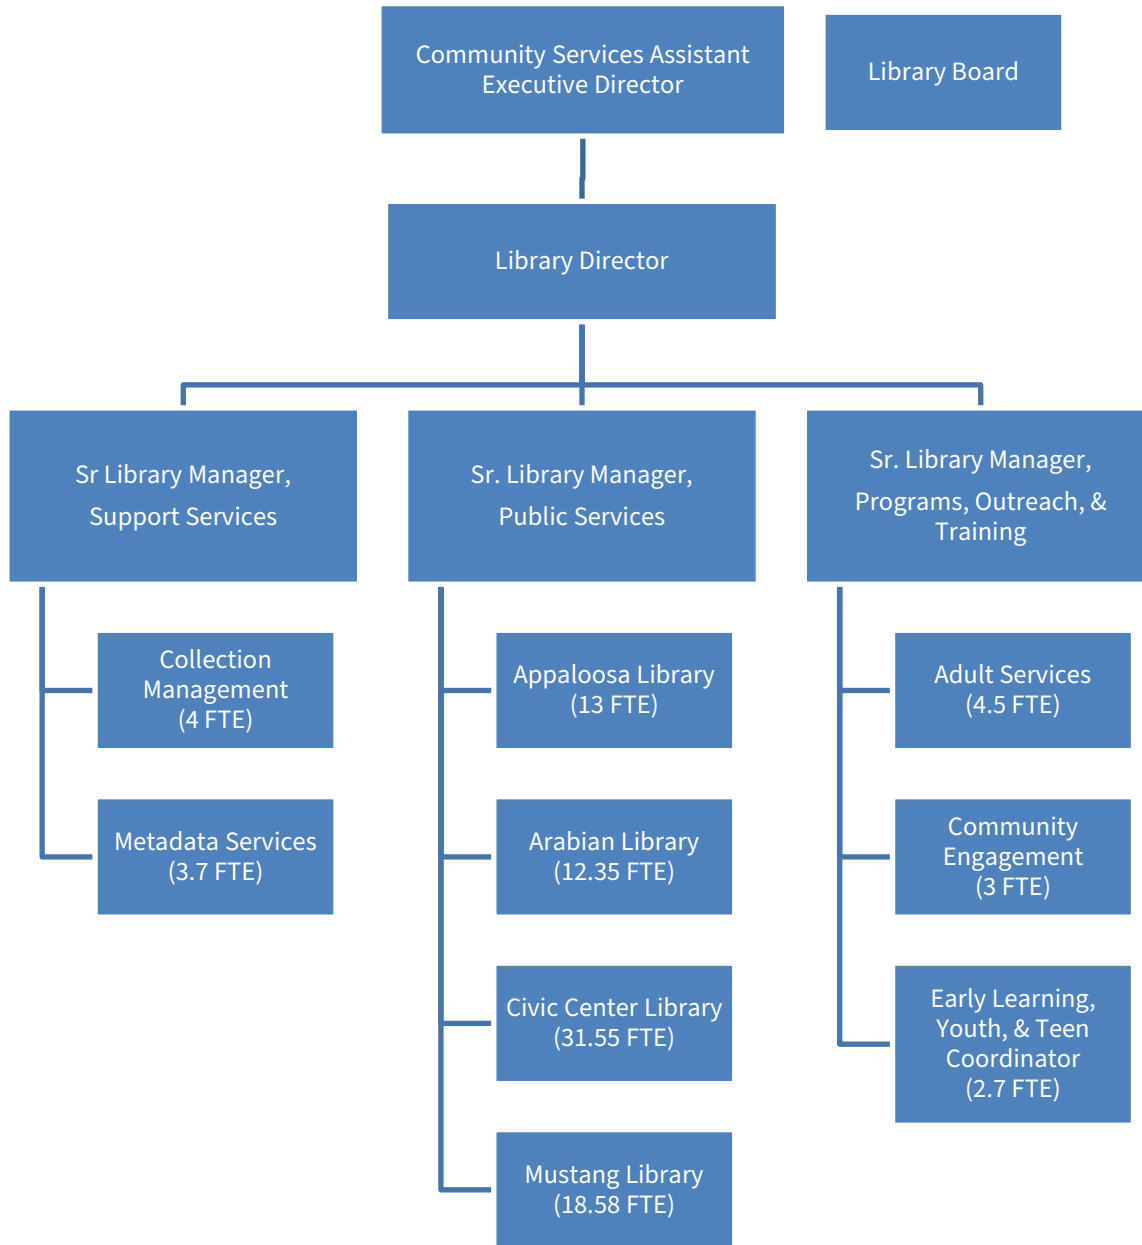 Community Services Assistant
Executive Director
Library Board
Library Director
Sr Library Manager,
Support Services
Sr. Library Manager,
Public Services
Sr. Library Manager,
Programs, Outreach, &
Training
Collection
Management
(4 FTE)
Metadata Services
(3.7 FTE)
Appaloosa Library
(13 FTE)
Arabian Library
(12.35 FTE)
Civic Center Library
(31.55 FTE)
Mustang Library
(18.58 FTE)
Adult Services
(4.5 FTE)
Community
Engagement
(3 FTE)
Early Learning,
Youth, & Teen
Coordinator
(2.7 FTE)